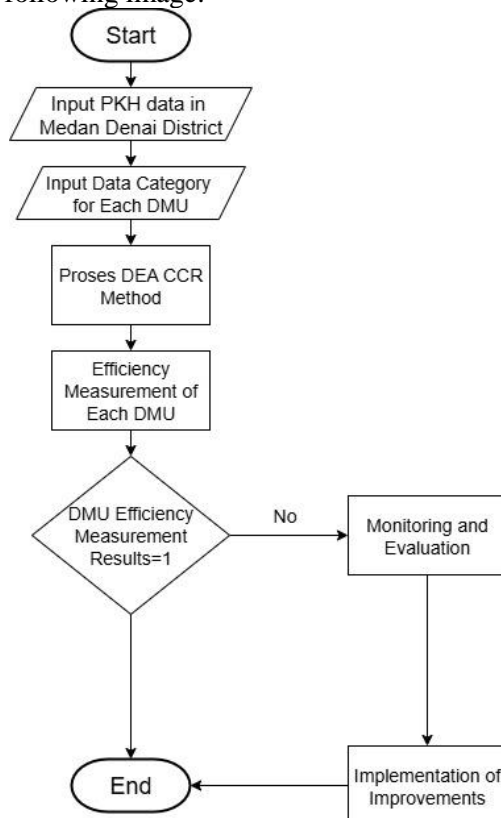 following image.
Start
Input PKH data in
Medan Denai District
Input Data Category
for Each DMU
Proses DEA CCR
Method
Efficiency
Measurement of
Each DMU
DMU Efficiency
Measurement
Results=1
No
Monitoring and
Evaluation
End
Implementation of
Improvements